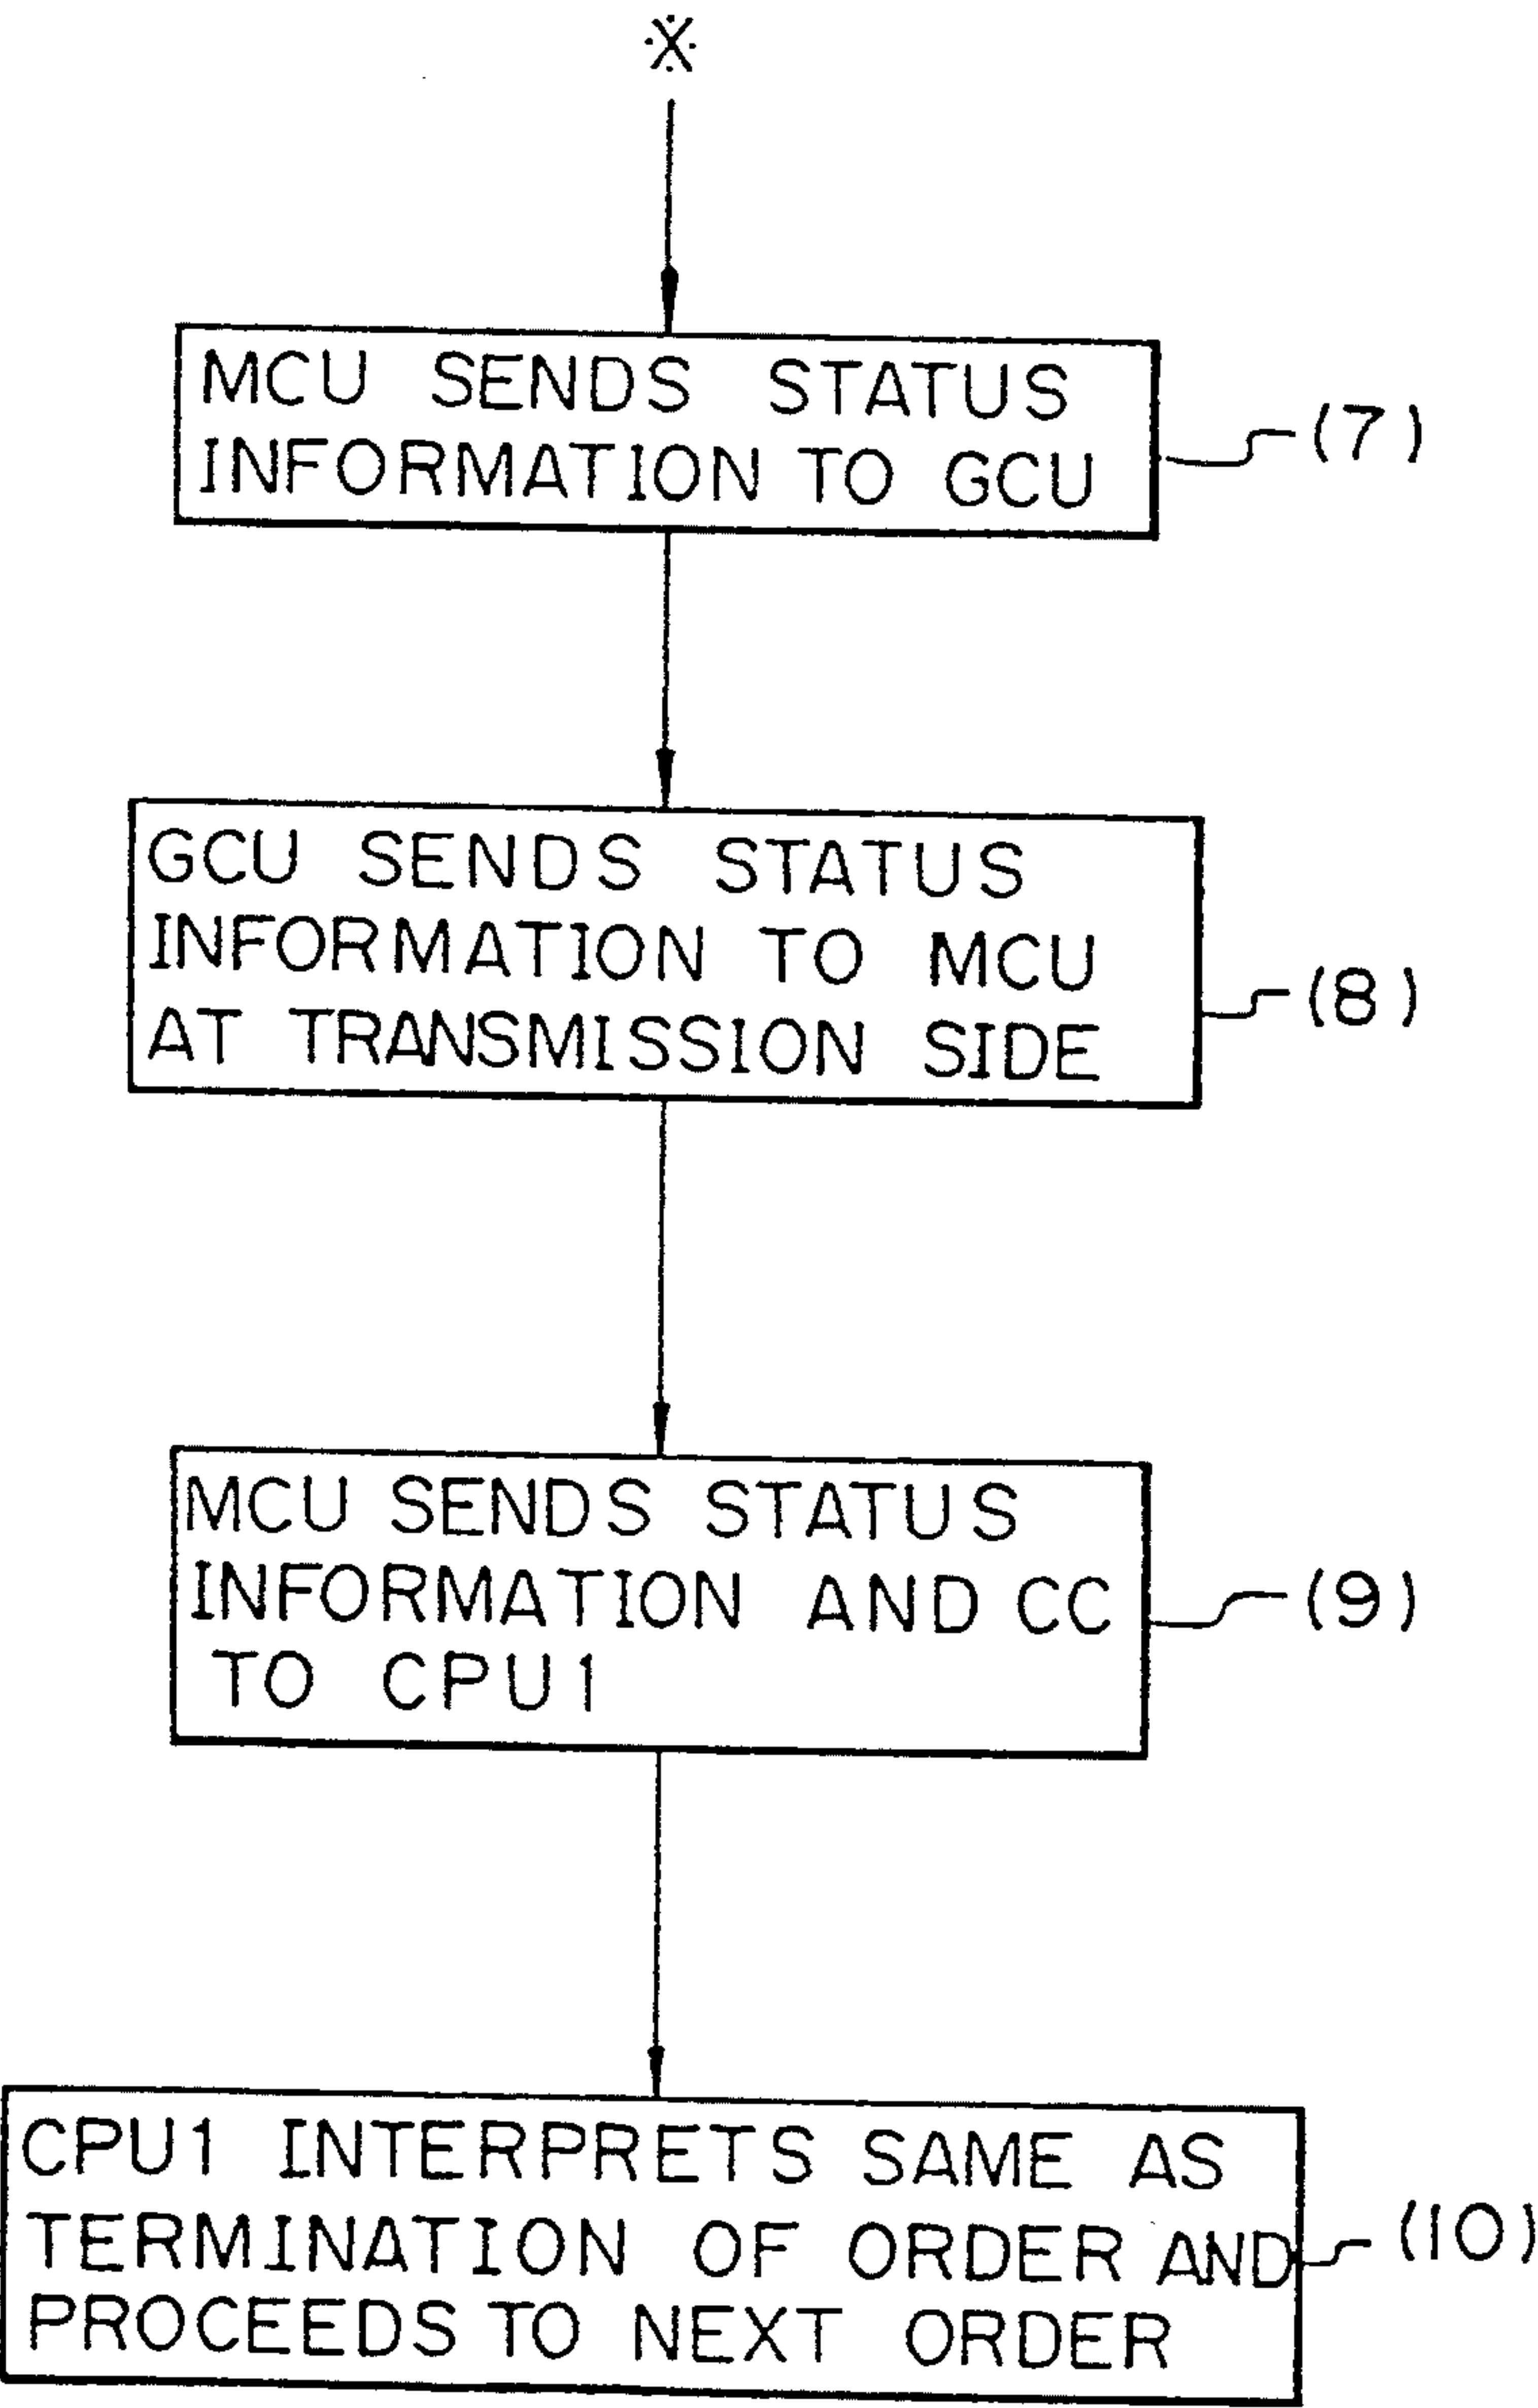 ※
MCU SENDS STATUS
INFORMATION TO GCU
(7)
GCU SENDS STATUS
INFORMATION TO MCU
AT TRANSMISSION SIDE
(8)
MCU SENDS STATUS
INFORMATION AND CC
TO CPU1
(9)
CPU1 INTERPRETS SAME AS
TERMINATION OF ORDER AND
PROCEEDS TO NEXT ORDER
(10)